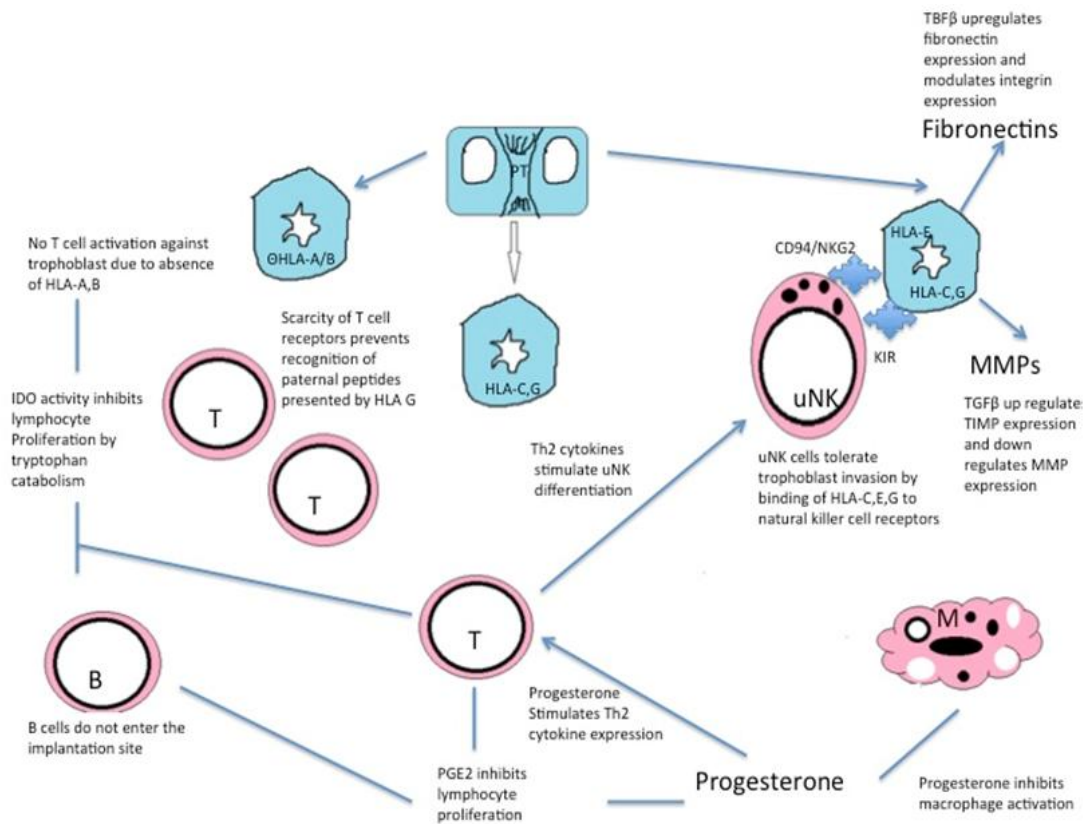 TBFβ upregulates
fibronectin
expression and
modulates integrin
expression
Fibronectins
PT
ΘHLA-A/B
No T cell activation against
trophoblast due to absence
of HLA-A,B
HLA-E
CD94/NKG2
HLA-C,G
Scarcity of T cell
receptors prevents
recognition of
paternal peptides
presented by HLA G
HLA-C,G
KIR
MMPs
uNK
TGFβ up regulates
TIMP expression
and down
regulates MMP
expression
IDO activity inhibits
lymphocyte
Proliferation by
tryptophan
catabolism
T
T
Th2 cytokines
stimulate uNK
differentiation
uNK cells tolerate
trophoblast invasion by
binding of HLA-C,E,G to
natural killer cell receptors
T
M
B
B cells do not enter the
implantation site
Progesterone
Stimulates Th2
cytokine expression
PGE2 inhibits
lymphocyte
proliferation
Progesterone
Progesterone inhibits
macrophage activation